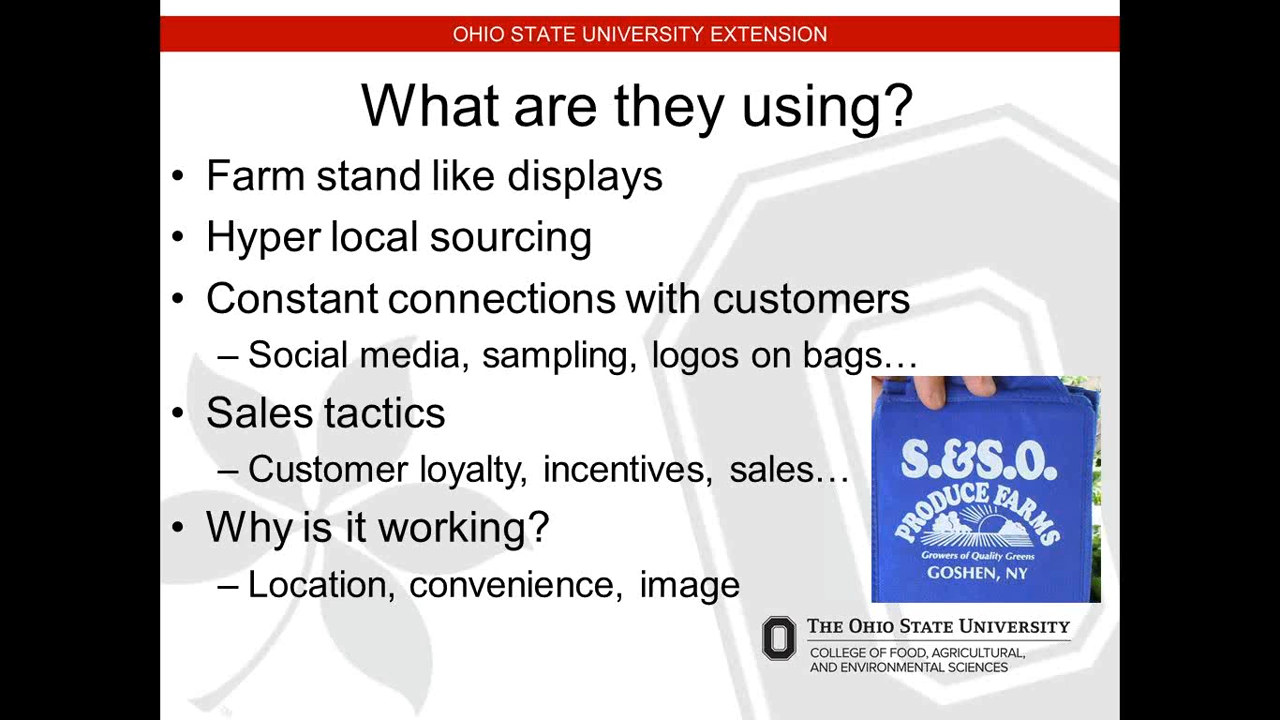 OHIO STATE UNIVERSITY EXTENSION
What are they using?
• Farm stand like displays
• Hyper local sourcing
• Constant connections with customers
– Social media, sampling, logos on bags…
• Sales tactics
– Customer loyalty, incentives, sales…
• Why is it working?
– Location, convenience, image
S.&S.O.
PRODUCE FARMS
Growers of Quality Greens
GOSHEN, NY
THE OHIO STATE UNIVERSITY
COLLEGE OF FOOD, AGRICULTURAL,
AND ENVIRONMENTAL SCIENCES
TM